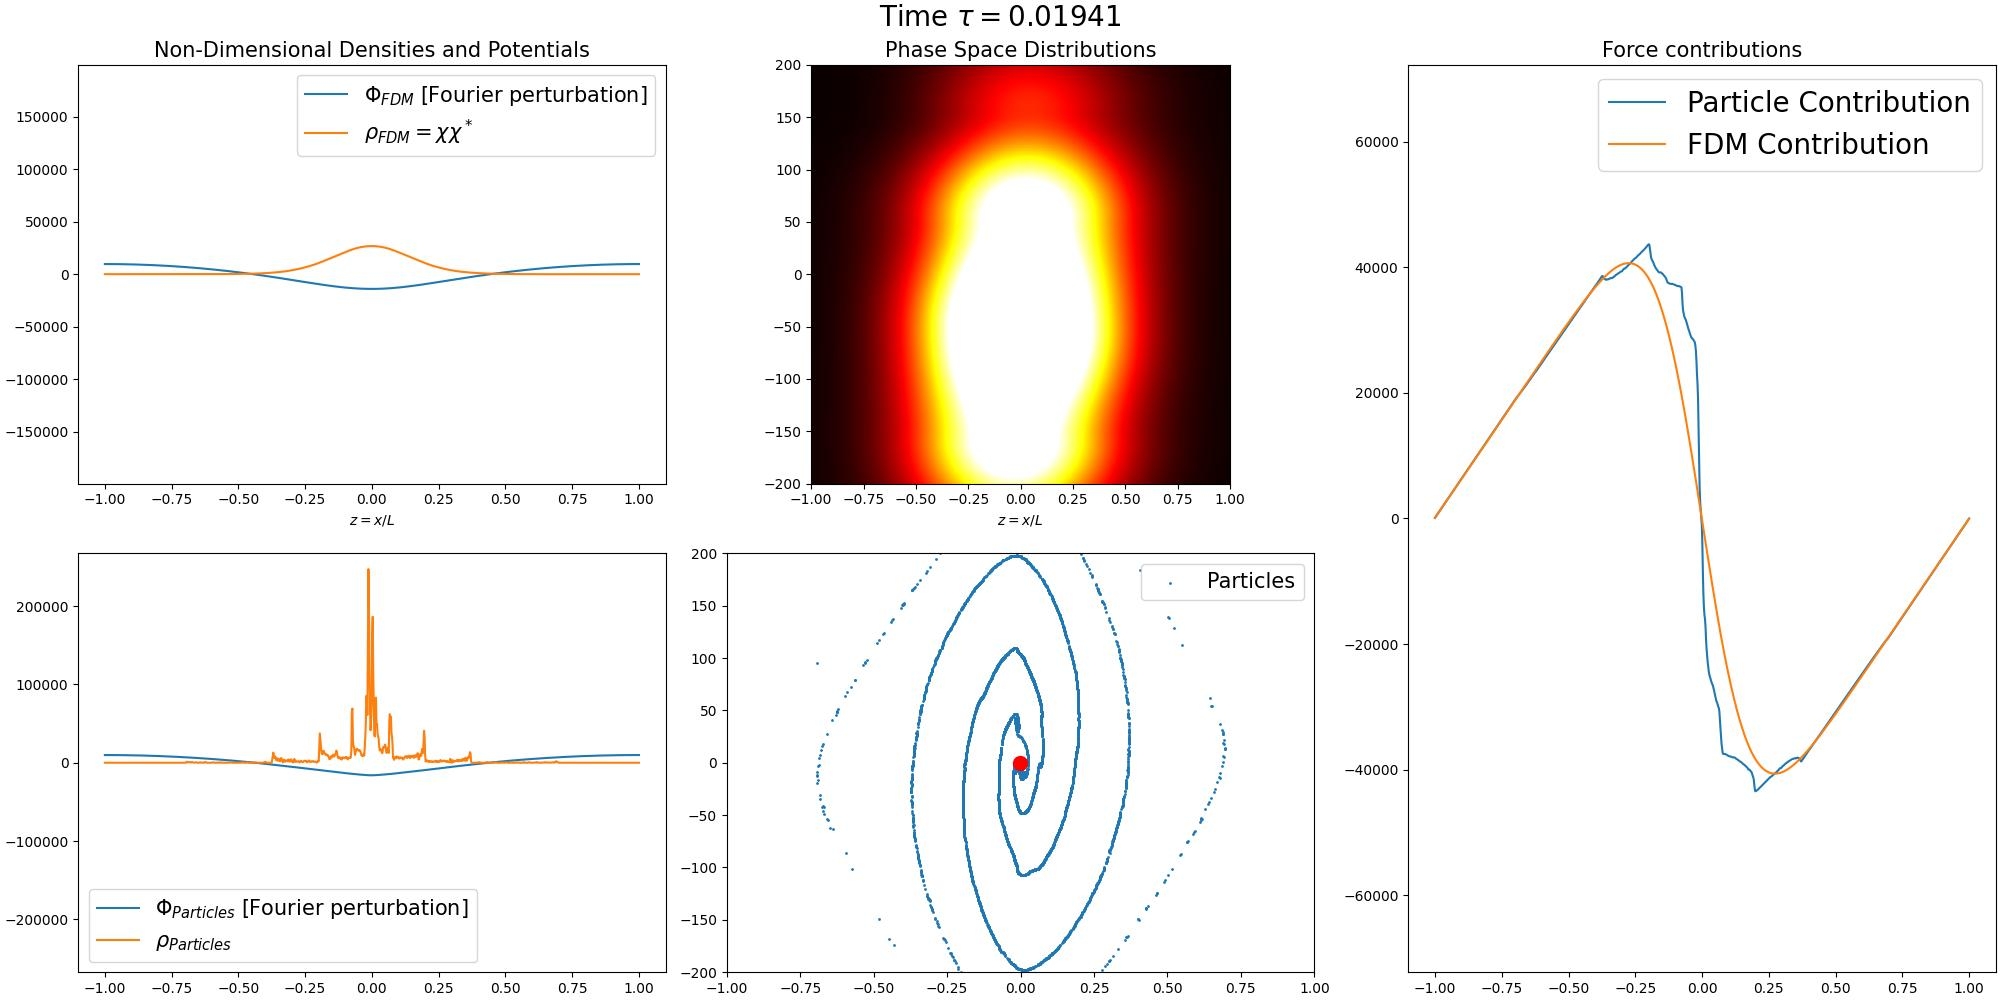 Time τ = 0.01941
Non-Dimensional Densities and Potentials
Φ_FDM [Fourier perturbation]
ρ_FDM = χχ*
150000
100000
50000
0
−50000
−100000
−150000
−1.00 −0.75 −0.50 −0.25 0.00 0.25 0.50 0.75 1.00
z = x/L
Phase Space Distributions
200
150
100
50
0
−50
−100
−150
−200
−1.00 −0.75 −0.50 −0.25 0.00 0.25 0.50 0.75 1.00
z = x/L
Force contributions
Particle Contribution
FDM Contribution
60000
40000
20000
0
−20000
−40000
−60000
−1.00 −0.75 −0.50 −0.25 0.00 0.25 0.50 0.75 1.00
200000
100000
0
−100000
−200000
Φ_Particles [Fourier perturbation]
ρ_Particles
−1.00 −0.75 −0.50 −0.25 0.00 0.25 0.50 0.75 1.00
Particles
200
150
100
50
0
−50
−100
−150
−200
−1.00 −0.75 −0.50 −0.25 0.00 0.25 0.50 0.75 1.00